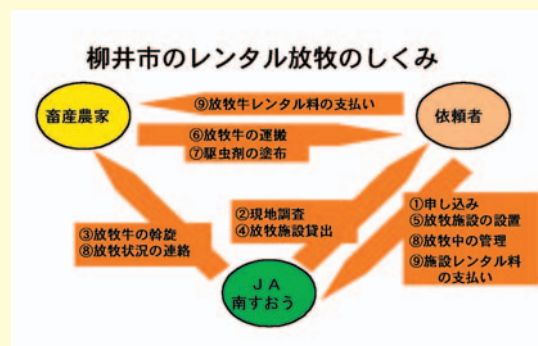 柳井市のレンタル放牧のしくみ
畜産農家
⑨放牧牛レンタル料の支払い
依頼者
⑥放牧牛の運搬
⑦駆虫剤の塗布
②現地調査
④放牧施設貸出
①申し込み
⑤放牧施設の設置
⑧放牧中の管理
⑨施設レンタル料
の支払い
③放牧牛の斡旋
⑧放牧状況の連絡
ＪＡ
南すおう